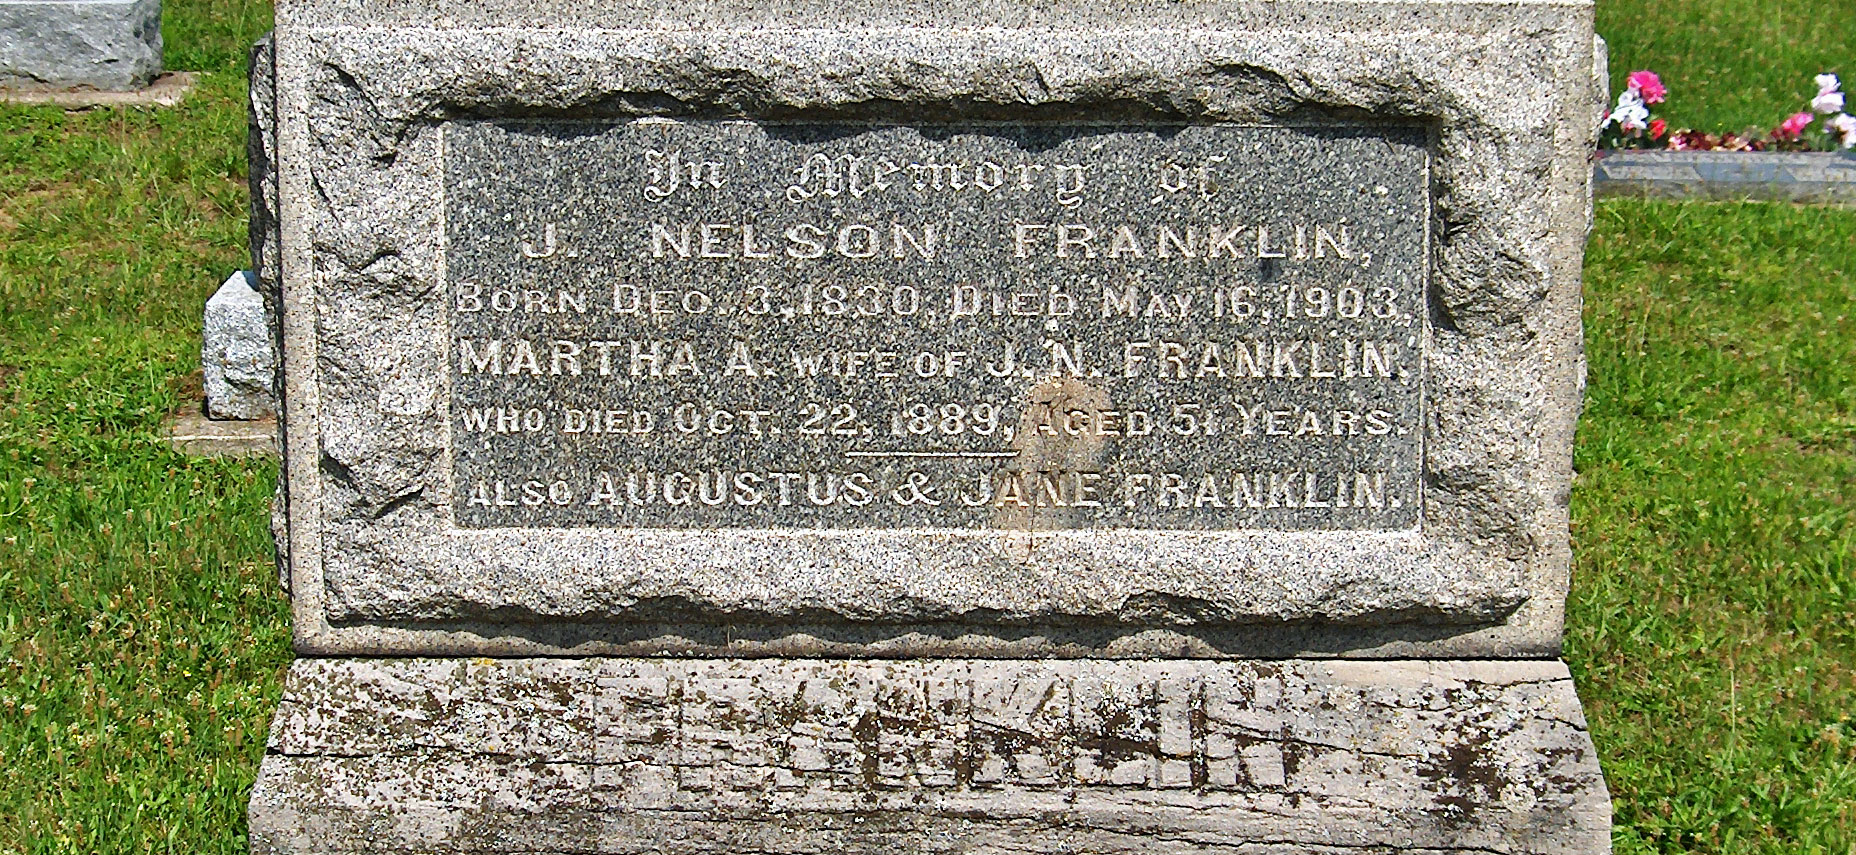 In Memory of
J. NELSON FRANKLIN,
BORN DEC. 3, 1830, DIED MAY 16, 1903.
MARTHA A. WIFE OF J. N. FRANKLIN,
WHO DIED OCT. 22, 1889, AGED 51 YEARS.
ALSO AUGUSTUS & JANE FRANKLIN.
FRANKLIN